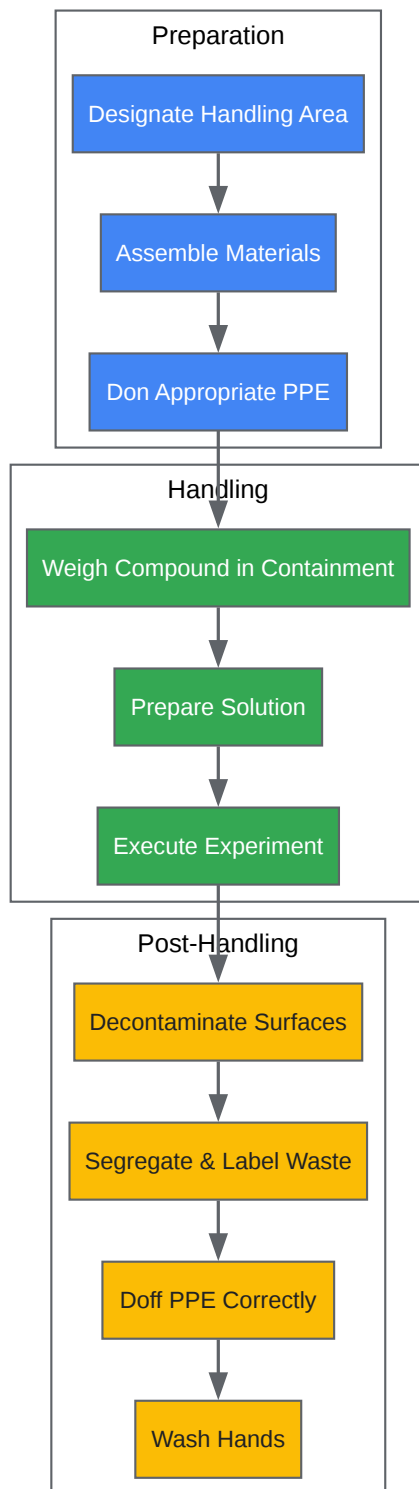 Preparation
Designate Handling Area
Assemble Materials
Don Appropriate PPE
Handling
Weigh Compound in Containment
Prepare Solution
Execute Experiment
Post-Handling
Decontaminate Surfaces
Segregate & Label Waste
Doff PPE Correctly
Wash Hands